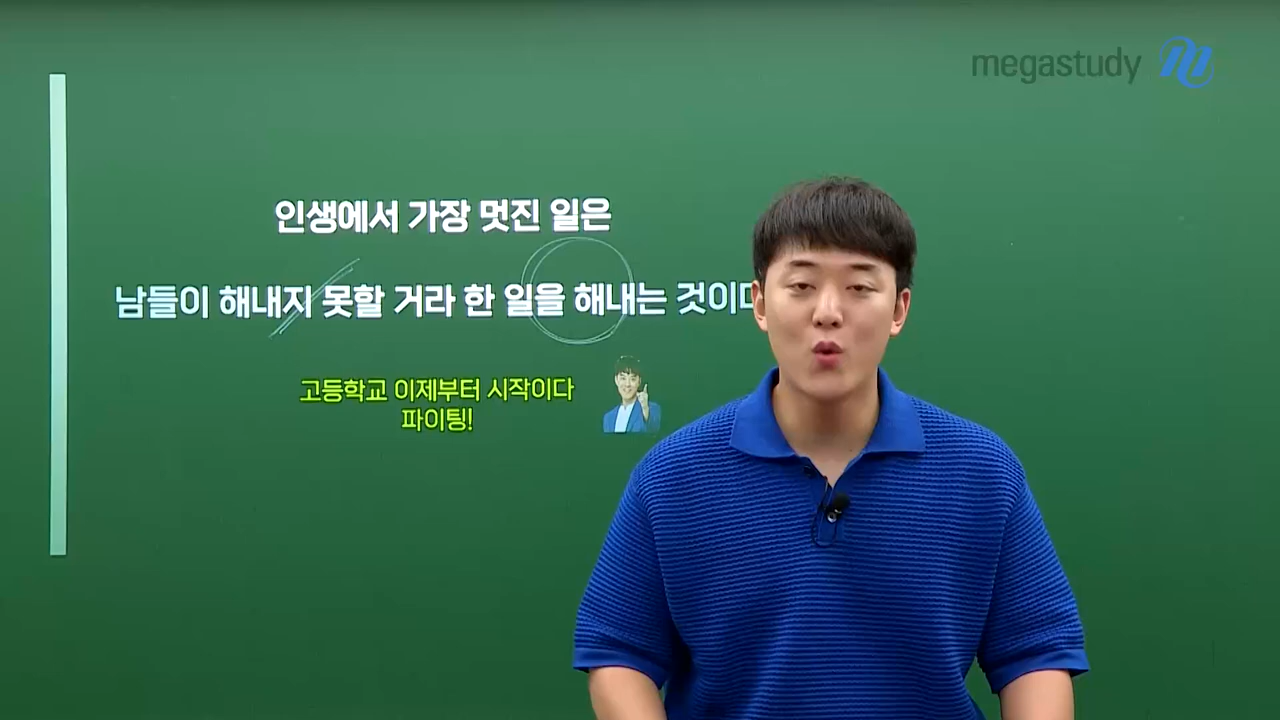 megastudy
인생에서 가장 멋진 일은
남들이 해내지 못할 거라 한 일을 해내는 것이다
고등학교 이제부터 시작이다
파이팅!